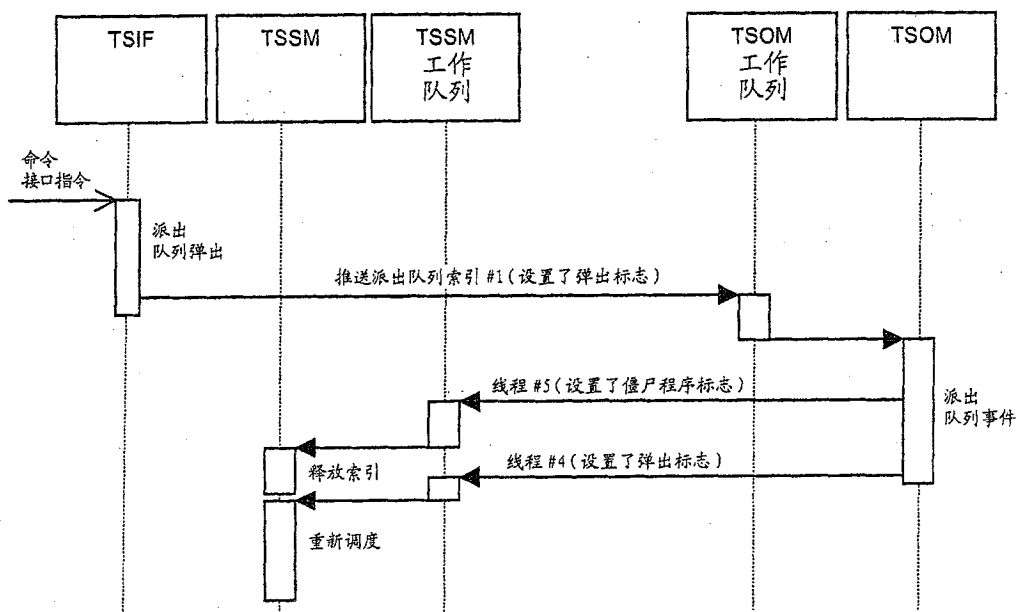 TSIF
TSSM
TSSM
工作
队列
TSOM
工作
队列
TSOM
命令
接口指令
派出
队列弹出
推送派出队列索引 #1(设置了弹出标志)
线程 #5(设置了僵尸程序标志)
派出
队列事件
释放索引
线程 #4(设置了弹出标志)
重新调度